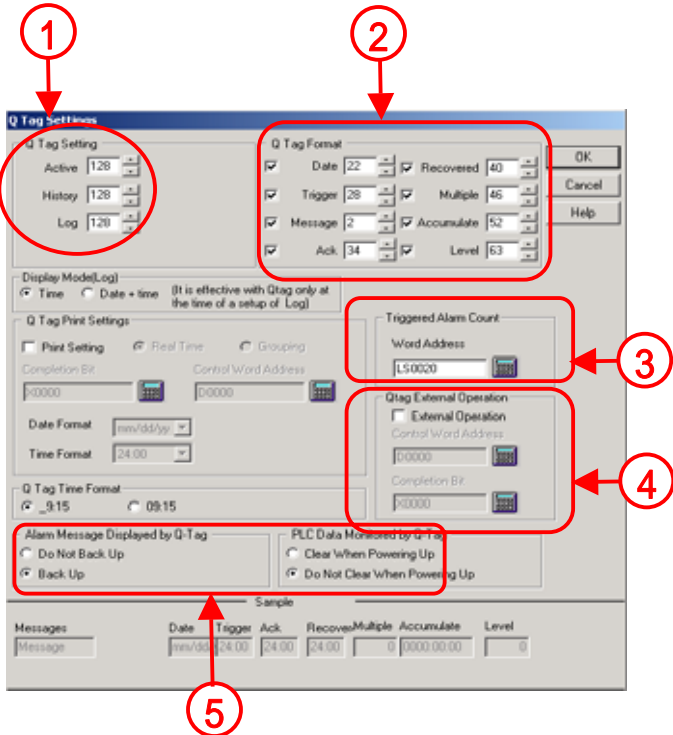 1
2
Q Tag Settings
Q Tag Setting
Active 128
History 128
Log 128
Q Tag Format
Date 22 Recovered 40
Trigger 28 Multiple 46
Message 2 Accumulate 52
Ack 34 Level 63
OK
Cancel
Help
Display Mode(Log)
Time Date + time (It is effective with Qtag only at
the time of a setup of Log)
Q Tag Print Settings
Print Setting Real Time Grouping
Completion Bit Control Word Address
X0000 D0000
Date Format mm/dd/yy
Time Format 24:00
Triggered Alarm Count
Word Address
LS0020
3
Qtag External Operation
External Operation
Control Word Address
D0000
Completion Bit
X0000
4
Q Tag Time Format
_9:15 09:15
Alarm Message Displayed by Q-Tag
Do Not Back Up
Back Up
PLC Data Monitored by Q-Tag
Clear When Powering Up
Do Not Clear When Powering Up
Sample
Messages Date Trigger Ack Recover Multiple Accumulate Level
Message mm/dd/ 24:00 24:00 24:00 0 0000:00:00 0
5